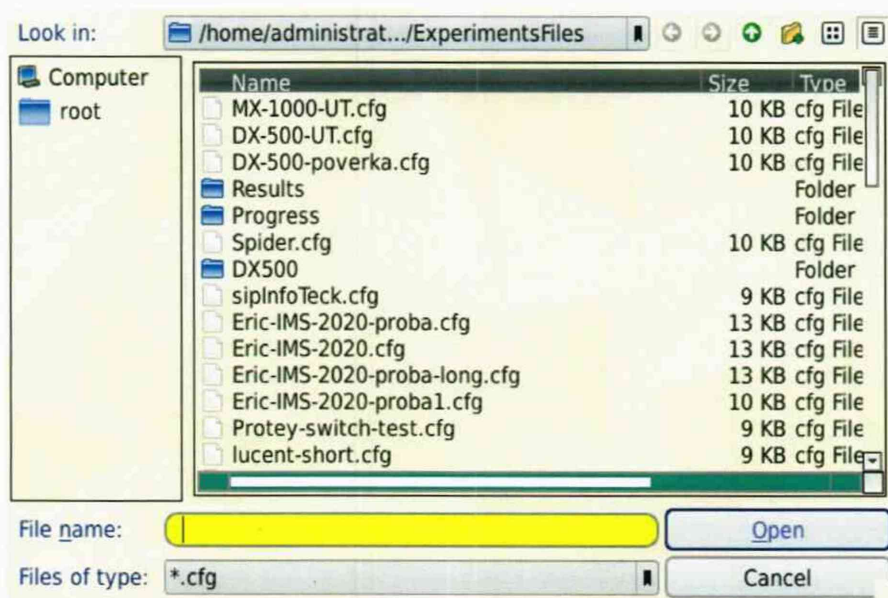 Look in: /home/administrat.../ExperimentsFiles
Computer
root
Name Size Type
MX-1000-UT.cfg 10 KB cfg File
DX-500-UT.cfg 10 KB cfg File
DX-500-poverka.cfg 10 KB cfg File
Results Folder
Progress Folder
Spider.cfg 10 KB cfg File
DX500 Folder
sipInfoTeck.cfg 9 KB cfg File
Eric-IMS-2020-proba.cfg 13 KB cfg File
Eric-IMS-2020.cfg 13 KB cfg File
Eric-IMS-2020-proba-long.cfg 13 KB cfg File
Eric-IMS-2020-proba1.cfg 10 KB cfg File
Protey-switch-test.cfg 9 KB cfg File
lucent-short.cfg 9 KB cfg File
File name: Open
Files of type: *.cfg Cancel